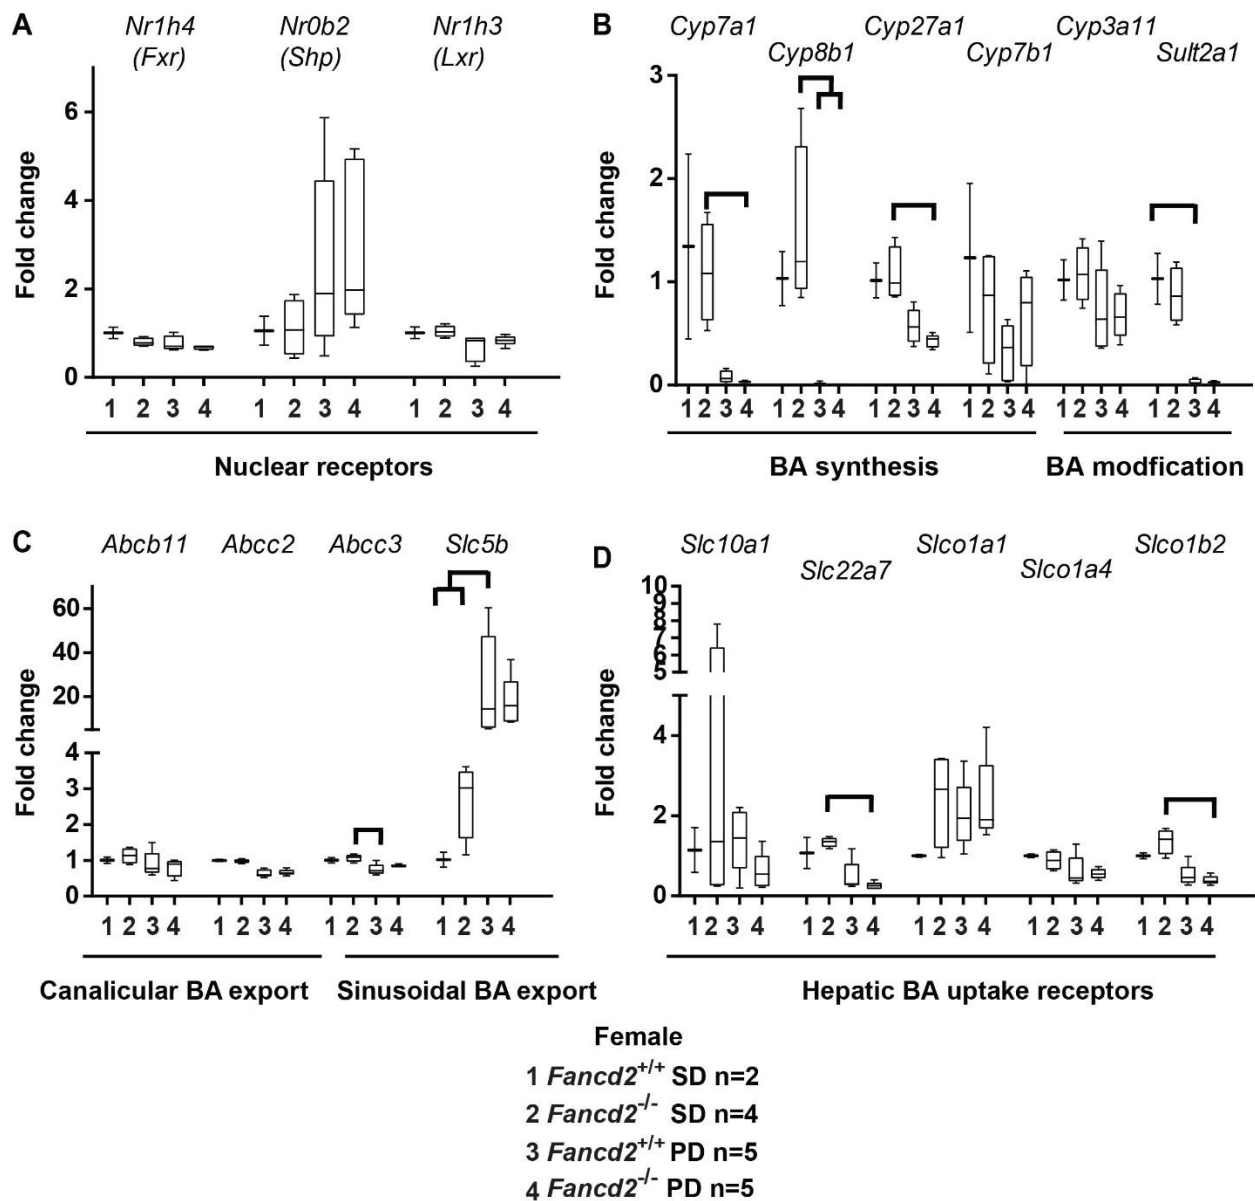 A
Nr1h4
(Fxr)
Nr0b2
(Shp)
Nr1h3
(Lxr)
Fold change
6
4
2
0
1 2 3 4 1 2 3 4 1 2 3 4
Nuclear receptors
B
Cyp7a1
Cyp8b1
Cyp27a1
Cyp7b1
Cyp3a11
Sult2a1
Fold change
3
2
1
0
1 2 3 4 1 2 3 4 1 2 3 4 1 2 3 4 1 2 3 4 1 2 3 4
BA synthesis
BA modfication
C
Abcb11
Abcc2
Abcc3
Slc5b
Fold change
60
40
20
4
3
2
1
0
1 2 3 4 1 2 3 4 1 2 3 4 1 2 3 4
Canalicular BA export
Sinusoidal BA export
D
Slc10a1
Slc22a7
Slco1a1
Slco1a4
Slco1b2
Fold change
10
9
8
7
6
5
4
2
0
1 2 3 4 1 2 3 4 1 2 3 4 1 2 3 4 1 2 3 4
Hepatic BA uptake receptors
Female
1 Fancd2+/+ SD n=2
2 Fancd2-/- SD n=4
3 Fancd2+/+ PD n=5
4 Fancd2-/- PD n=5